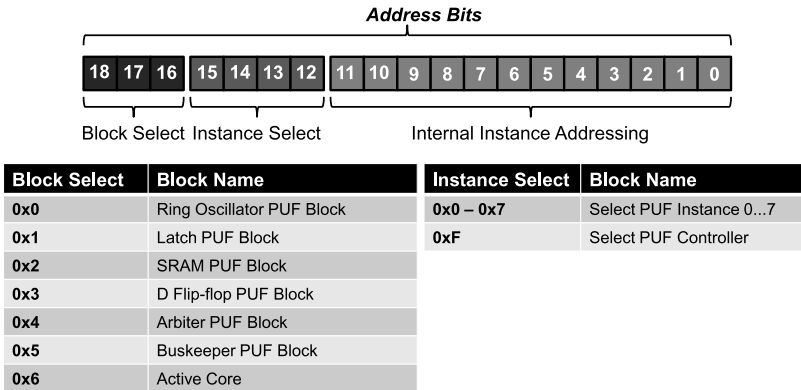 Address Bits
18 17 16 15 14 13 12 11 10 9 8 7 6 5 4 3 2 1 0
Block Select Instance Select Internal Instance Addressing
Block Select Block Name
0x0 Ring Oscillator PUF Block
0x1 Latch PUF Block
0x2 SRAM PUF Block
0x3 D Flip-flop PUF Block
0x4 Arbiter PUF Block
0x5 Buskeeper PUF Block
0x6 Active Core
Instance Select Block Name
0x0 – 0x7 Select PUF Instance 0...7
0xF Select PUF Controller